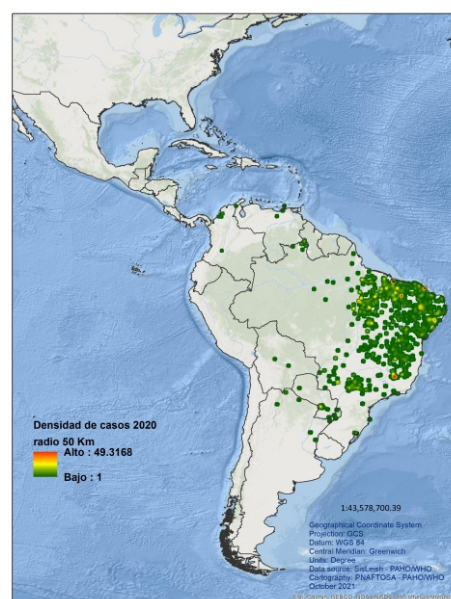 Densidad de casos 2020
radio 50 Km
Alto : 49.3168
Bajo : 1
1:43,578,700.39
Geographical Coordinate System
Projection: GCS
Datum: WGS 84
Central Meridian: Greenwich
Units: Degree
Data source: SisLeish - PAHO/WHO
Cartography: PNAFTOSA - PAHO/WHO
October 2021